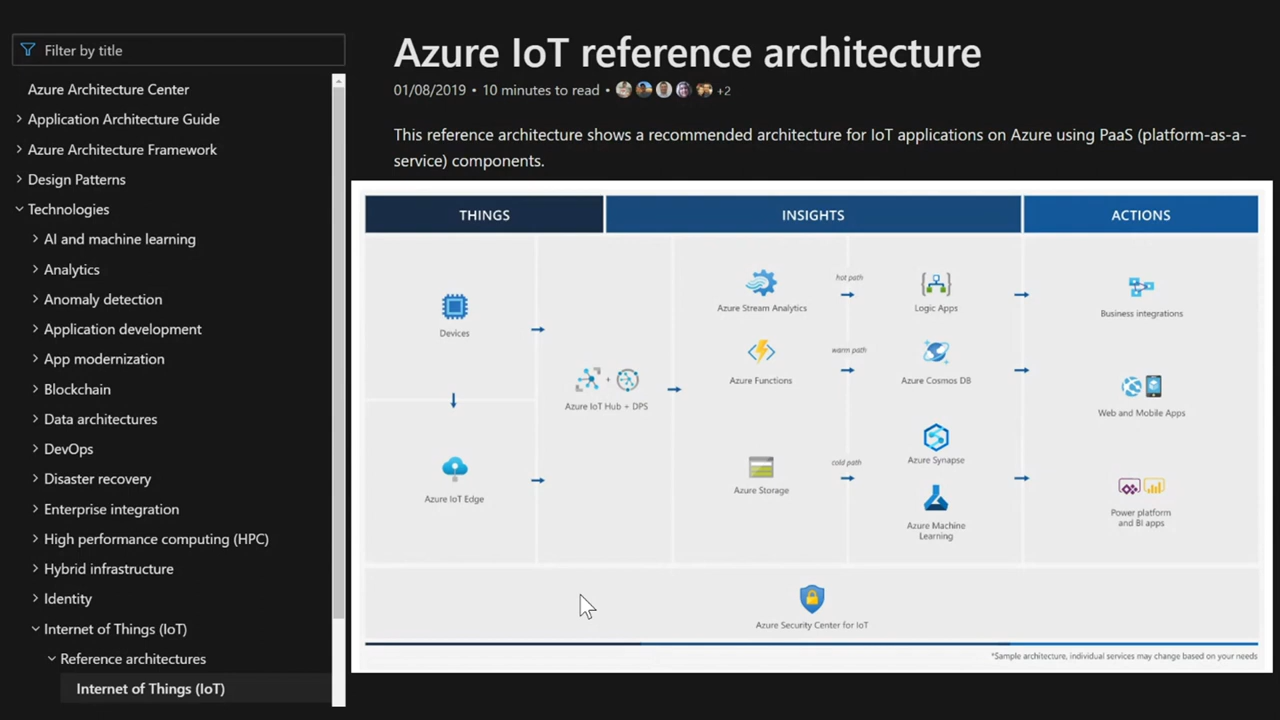 Filter by title
Azure Architecture Center
Application Architecture Guide
Azure Architecture Framework
Design Patterns
Technologies
AI and machine learning
Analytics
Anomaly detection
Application development
App modernization
Blockchain
Data architectures
DevOps
Disaster recovery
Enterprise integration
High performance computing (HPC)
Hybrid infrastructure
Identity
Internet of Things (IoT)
Reference architectures
Internet of Things (IoT)
Azure IoT reference architecture
01/08/2019 • 10 minutes to read • +2
This reference architecture shows a recommended architecture for IoT applications on Azure using PaaS (platform-as-a-
service) components.
THINGS
INSIGHTS
ACTIONS
Devices
Azure IoT Edge
+
Azure IoT Hub + DPS
Azure Stream Analytics
hot path
Logic Apps
Business integrations
Azure Functions
warm path
Azure Cosmos DB
Web and Mobile Apps
Azure Storage
cold path
Azure Synapse
Azure Machine
Learning
Power platform
and BI apps
Azure Security Center for IoT
*Sample architecture, individual services may change based on your needs